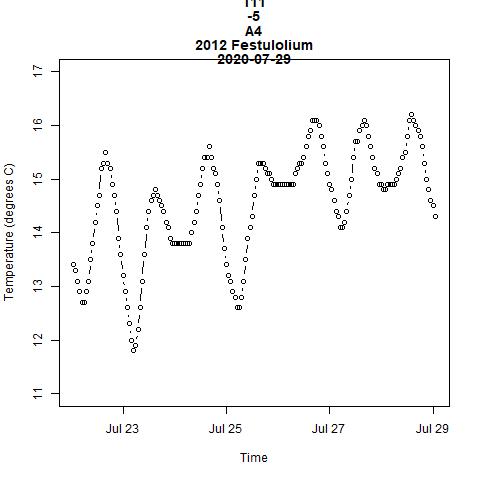 T11
-5
A4
2012 Festulolium
2020-07-29
Temperature (degrees C)
17
16
15
14
13
12
11
Jul 23
Jul 25
Jul 27
Jul 29
Time